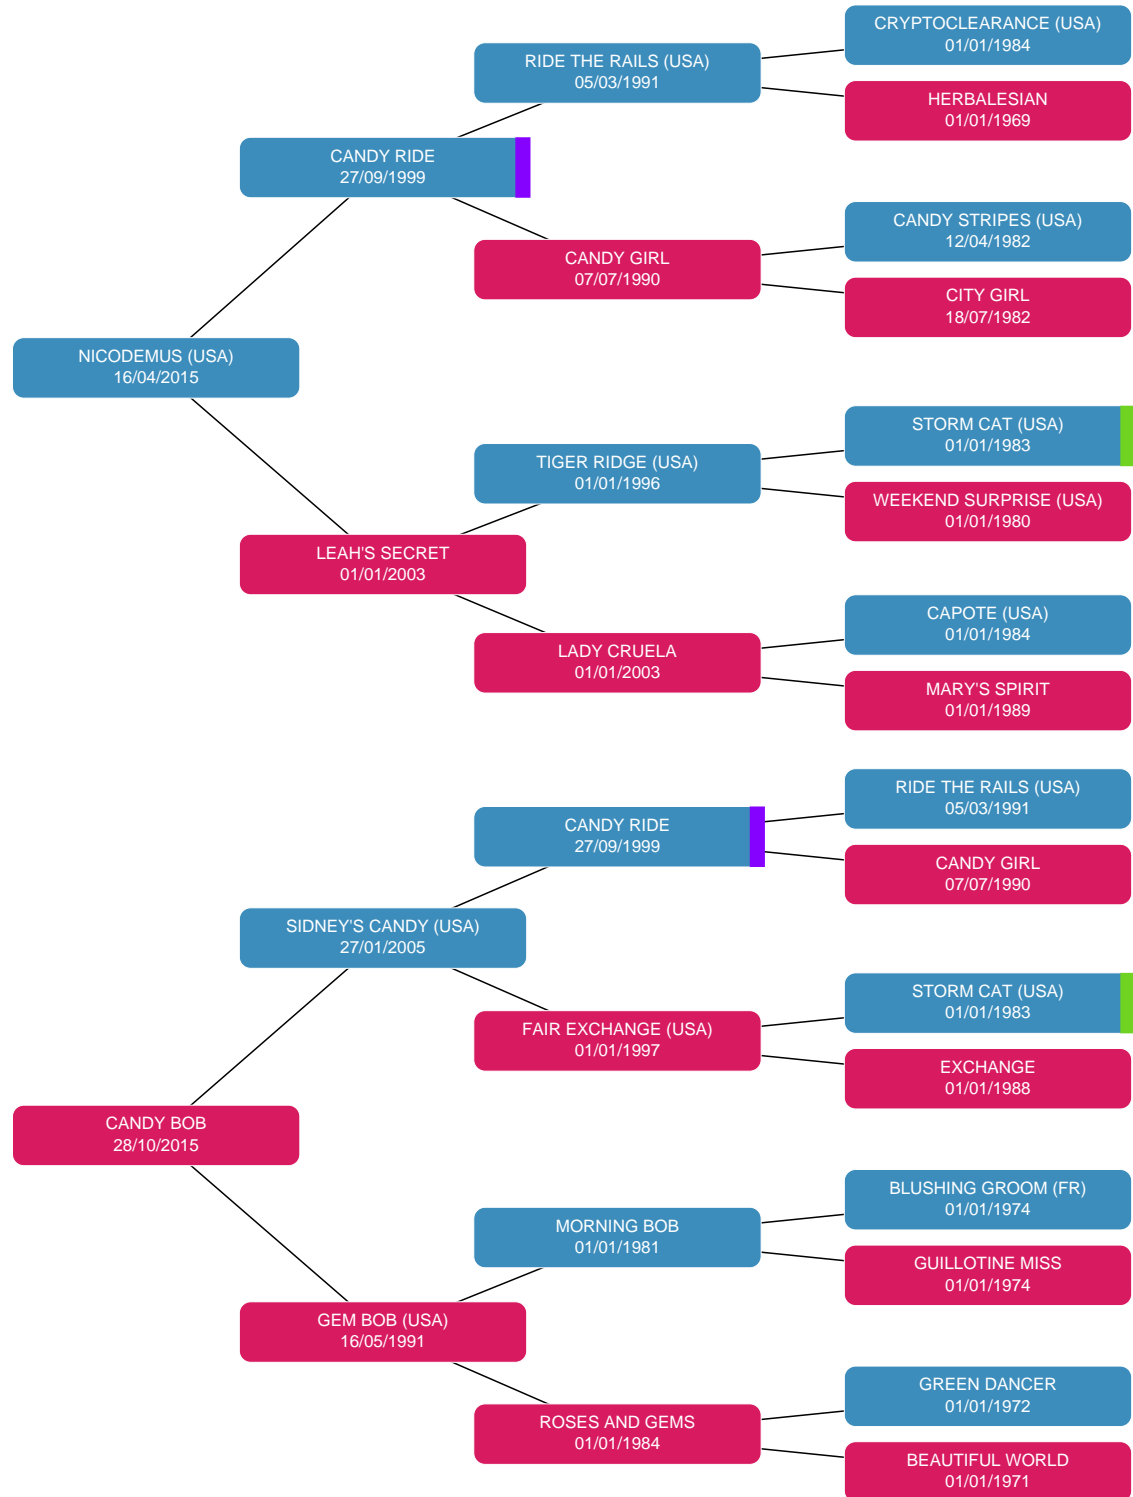 CRYPTOCLEARANCE (USA)
01/01/1984
RIDE THE RAILS (USA)
05/03/1991
HERBALESIAN
01/01/1969
CANDY RIDE
27/09/1999
CANDY STRIPES (USA)
12/04/1982
CANDY GIRL
07/07/1990
CITY GIRL
18/07/1982
NICODEMUS (USA)
16/04/2015
STORM CAT (USA)
01/01/1983
TIGER RIDGE (USA)
01/01/1996
WEEKEND SURPRISE (USA)
01/01/1980
LEAH'S SECRET
01/01/2003
CAPOTE (USA)
01/01/1984
LADY CRUELA
01/01/2003
MARY'S SPIRIT
01/01/1989
RIDE THE RAILS (USA)
05/03/1991
CANDY RIDE
27/09/1999
CANDY GIRL
07/07/1990
SIDNEY'S CANDY (USA)
27/01/2005
STORM CAT (USA)
01/01/1983
FAIR EXCHANGE (USA)
01/01/1997
EXCHANGE
01/01/1988
CANDY BOB
28/10/2015
BLUSHING GROOM (FR)
01/01/1974
MORNING BOB
01/01/1981
GUILLOTINE MISS
01/01/1974
GEM BOB (USA)
16/05/1991
GREEN DANCER
01/01/1972
ROSES AND GEMS
01/01/1984
BEAUTIFUL WORLD
01/01/1971